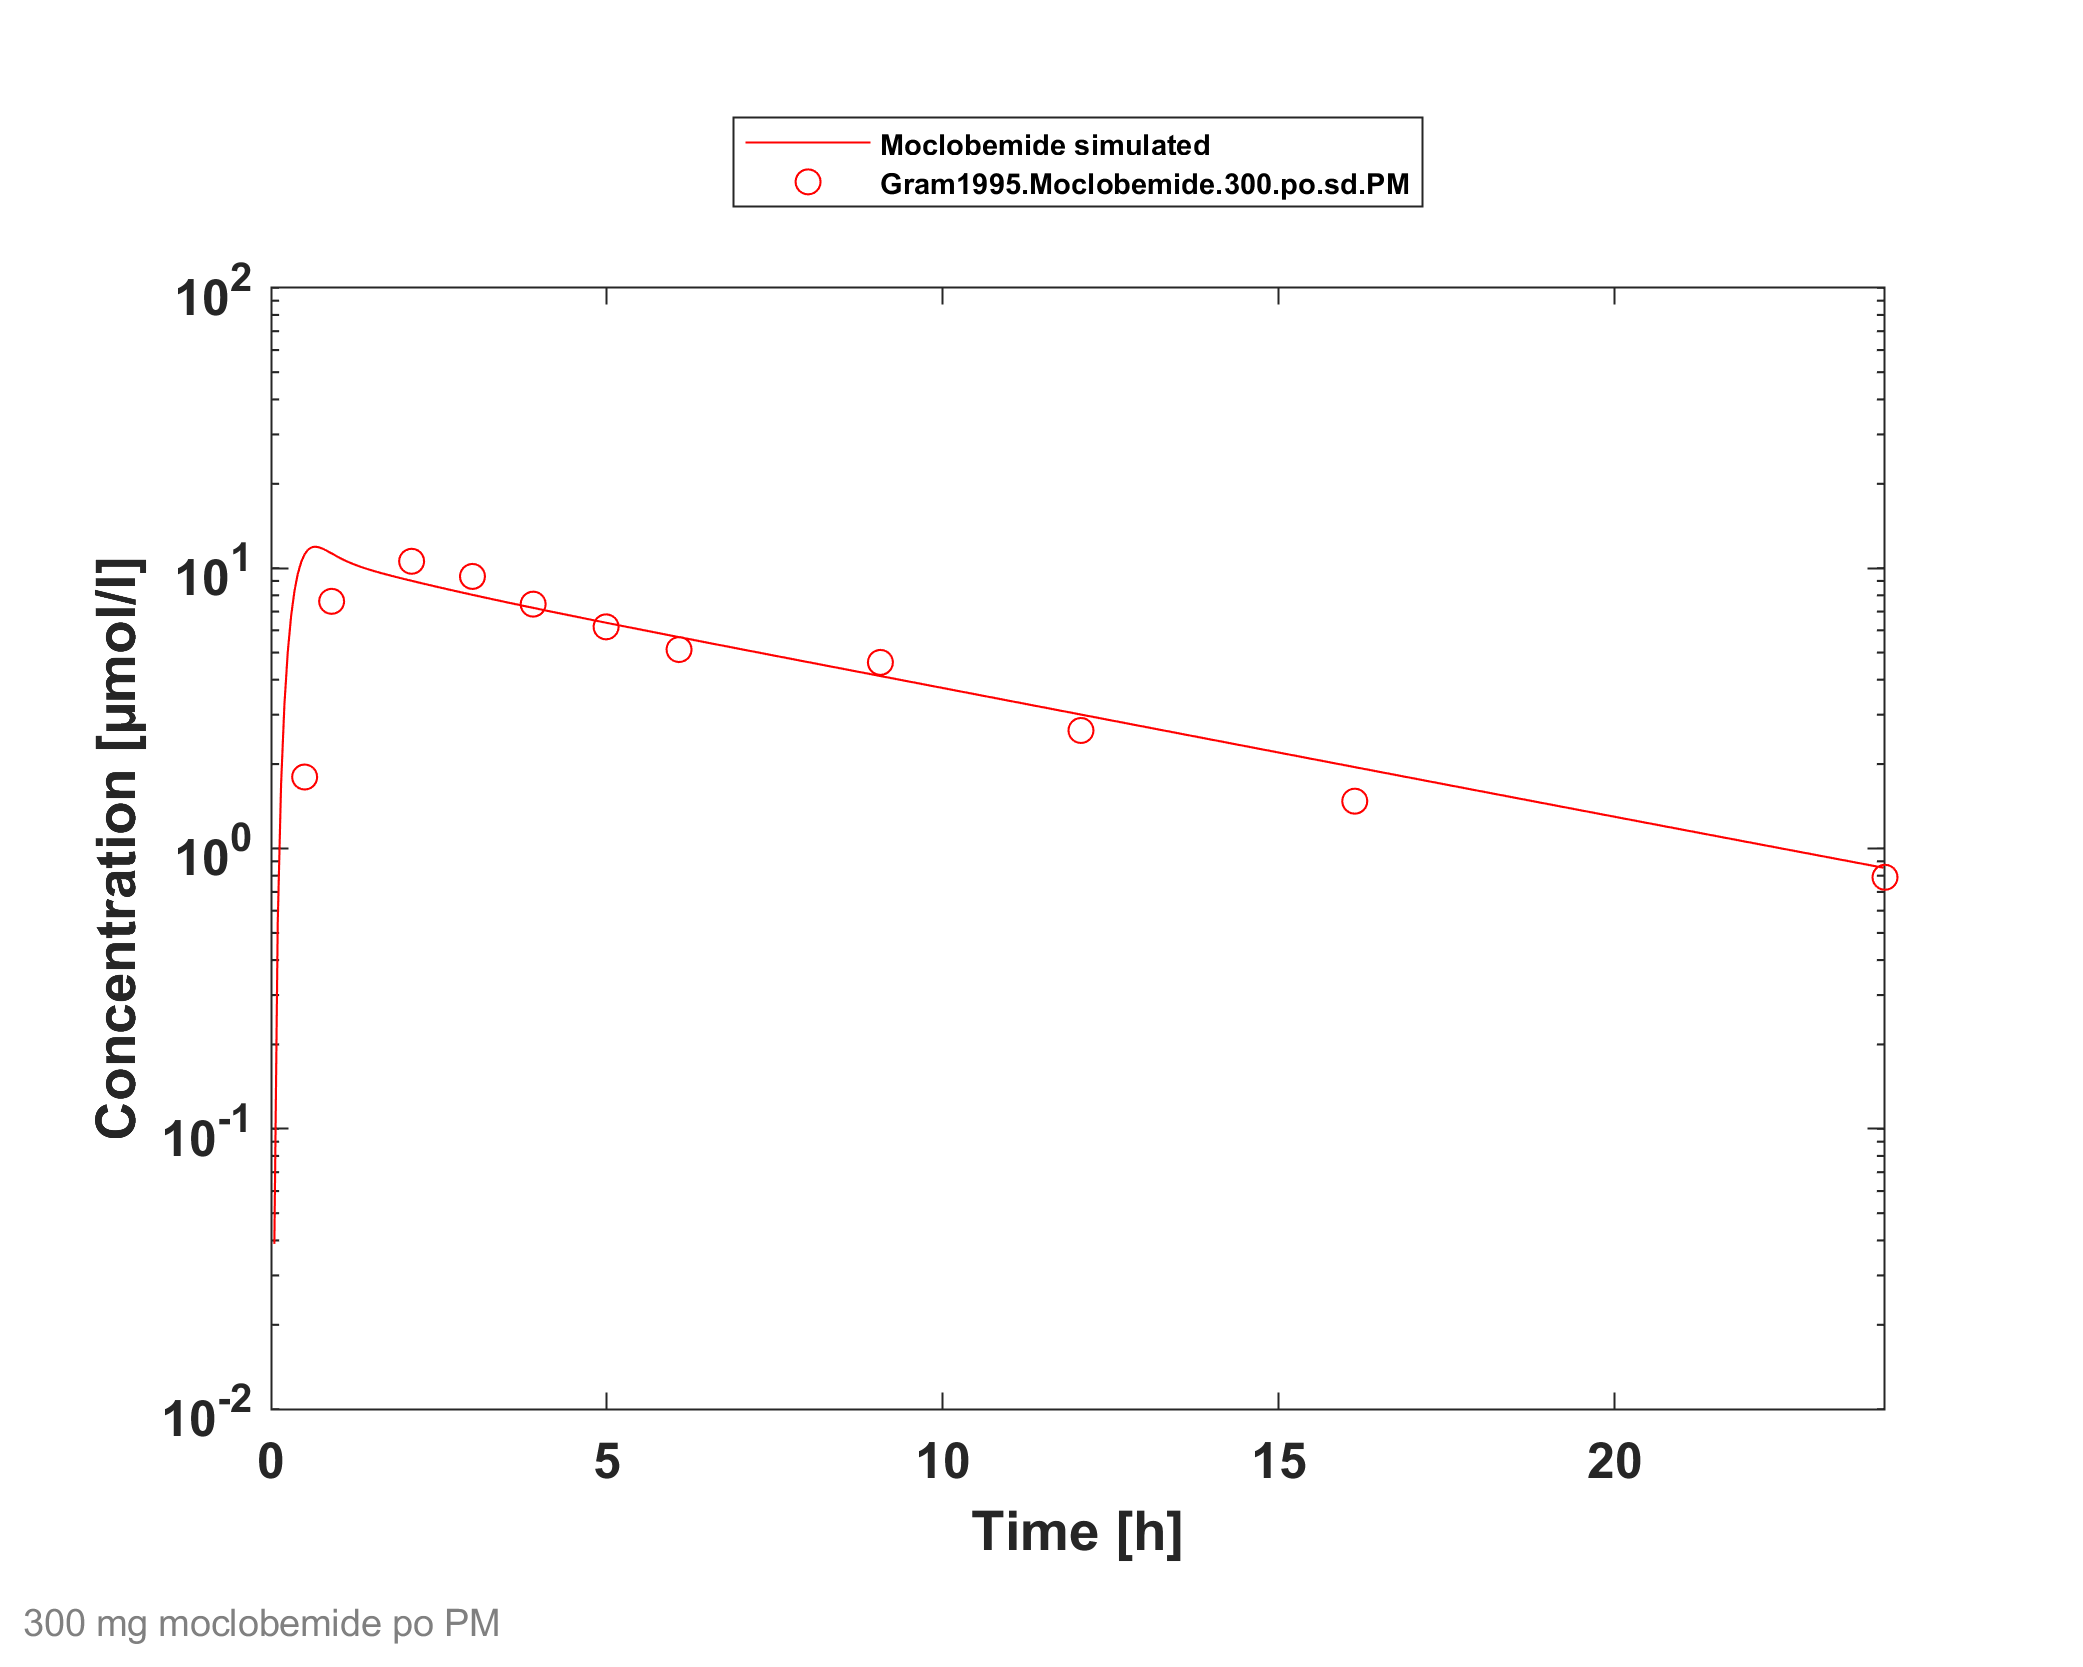 Moclobemide simulated
Gram1995.Moclobemide.300.po.sd.PM
10^2
10^1
10^0
10^-1
10^-2
Concentration [µmol/l]
0 5 10 15 20
Time [h]
300 mg moclobemide po PM